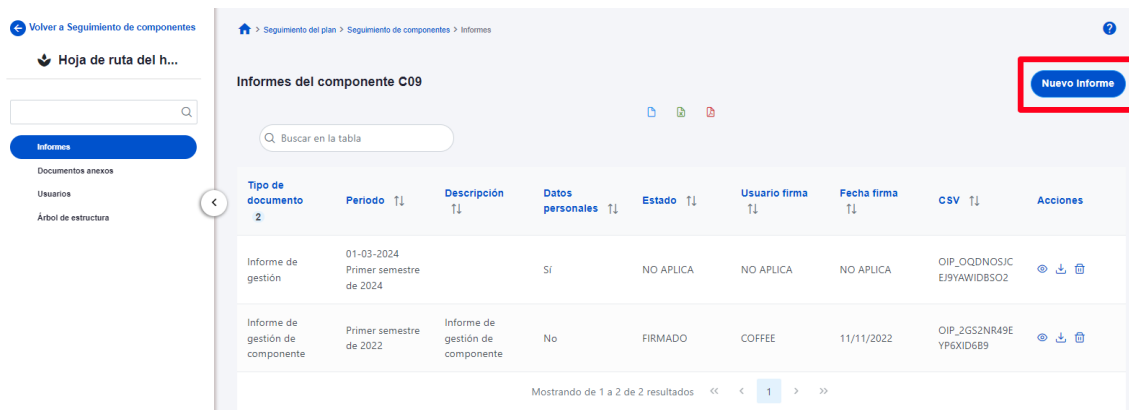 Volver a Seguimiento de componentes
Hoja de ruta del h...
Informes
Documentos anexos
Usuarios
Árbol de estructura
> Seguimiento del plan > Seguimiento de componentes > Informes
?
Informes del componente C09
Nuevo Informe
Buscar en la tabla
Tipo de documento 2
Periodo
Descripción
Datos personales
Estado
Usuario firma
Fecha firma
CSV
Acciones
Informe de gestión
01-03-2024
Primer semestre de 2024
Sí
NO APLICA
NO APLICA
NO APLICA
OIP_OQDNOSJC
EJ9YAWIDBSO2
Informe de gestión de componente
Primer semestre de 2022
Informe de gestión de componente
No
FIRMADO
COFFEE
11/11/2022
OIP_2GS2NR49E
YP6XID6B9
Mostrando de 1 a 2 de 2 resultados << < 1 > >>